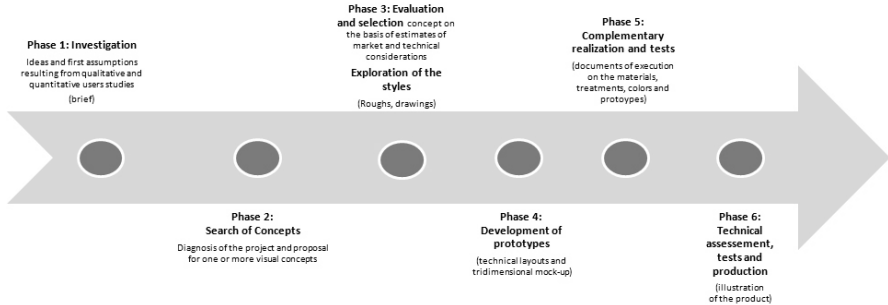 Phase 1: Investigation
Ideas and first assumptions
resulting from qualitative and
quantitative users studies
(brief)
Phase 2:
Search of Concepts
Diagnosis of the project and proposal
for one or more visual concepts
Phase 3: Evaluation
and selection concept on
the basis of estimates of
market and technical
considerations
Exploration of the
styles
(Roughs, drawings)
Phase 4:
Development of
prototypes
(technical layouts and
tridimensional mock-up)
Phase 5:
Complementary
realization and tests
(documents of execution
on the materials,
treatments, colors and
protoypes)
Phase 6:
Technical
assessement,
tests and
production
(illustration
of the product)